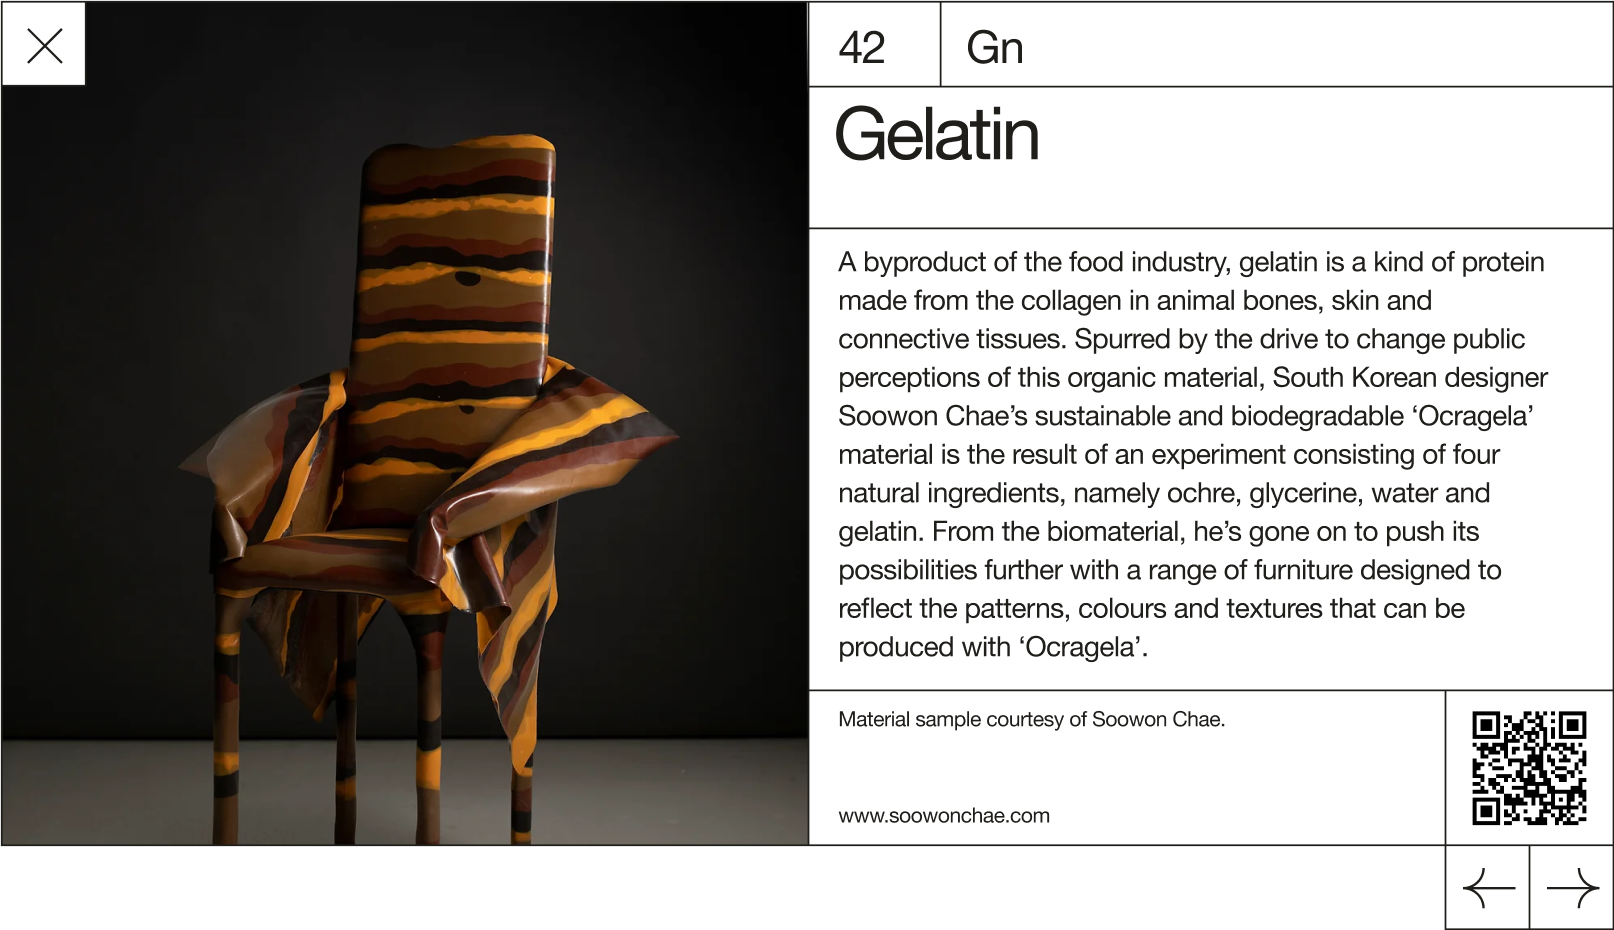 42
Gn
Gelatin
A byproduct of the food industry, gelatin is a kind of protein
made from the collagen in animal bones, skin and
connective tissues. Spurred by the drive to change public
perceptions of this organic material, South Korean designer
Soowon Chae’s sustainable and biodegradable ‘Ocragela’
material is the result of an experiment consisting of four
natural ingredients, namely ochre, glycerine, water and
gelatin. From the biomaterial, he’s gone on to push its
possibilities further with a range of furniture designed to
reflect the patterns, colours and textures that can be
produced with ‘Ocragela’.
Material sample courtesy of Soowon Chae.
www.soowonchae.com